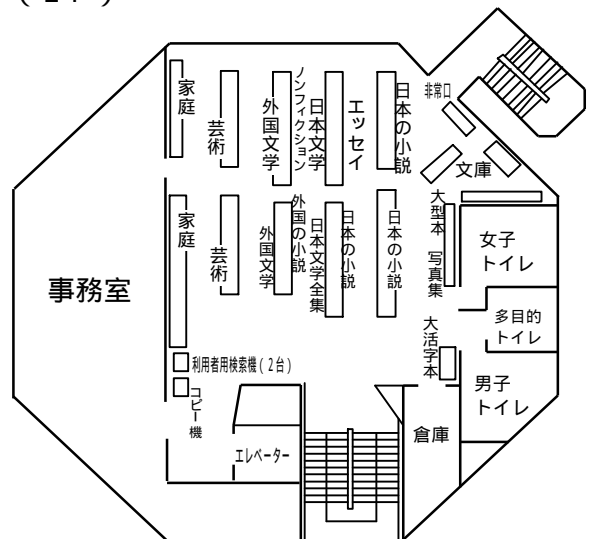 家庭
芸術
外国文学
ノンフィクション
日本文学
エッセイ
日本の小説
非常口
文庫
家庭
芸術
外国文学
外国の小説
日本文学全集
日本の小説
日本の小説
大型本 写真集
女子
トイレ
事務室
多目的
トイレ
大活字本
利用者用検索機(2台)
コピー機
男子
トイレ
倉庫
エレベーター